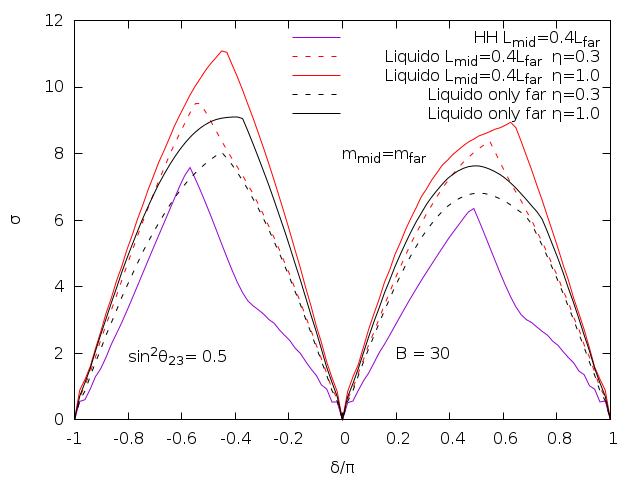 12
10
8
6
4
2
0
σ
HH L_mid=0.4L_far
Liquido L_mid=0.4L_far η=0.3
Liquido L_mid=0.4L_far η=1.0
Liquido only far η=0.3
Liquido only far η=1.0
m_mid=m_far
sin²θ_23= 0.5
B = 30
-1 -0.8 -0.6 -0.4 -0.2 0 0.2 0.4 0.6 0.8 1
δ/π